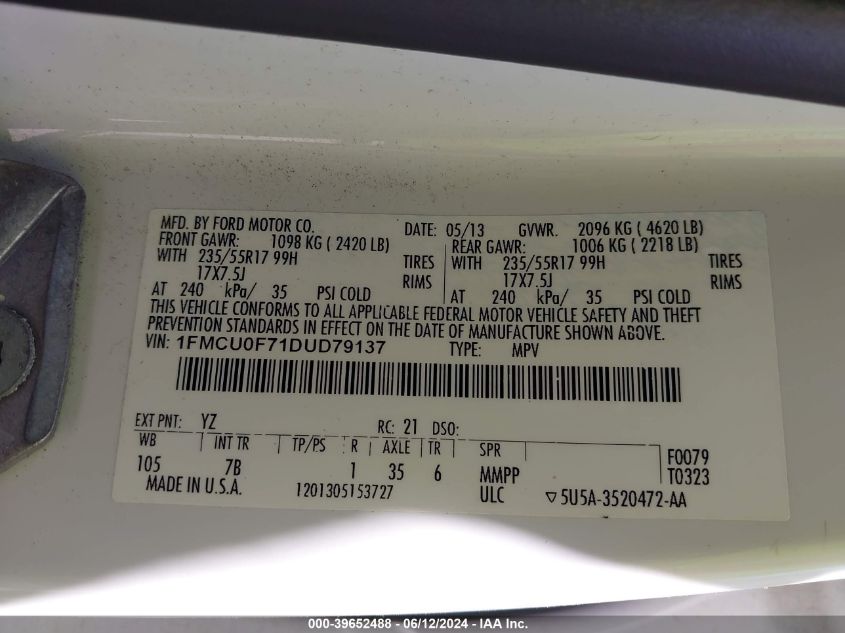 MFD. BY FORD MOTOR CO. DATE: 05/13 GVWR. 2096 KG ( 4620 LB)
FRONT GAWR: 1098 KG ( 2420 LB) REAR GAWR: 1006 KG ( 2218 LB)
WITH 235/55R17 99H TIRES WITH 235/55R17 99H TIRES
17X7.5J RIMS 17X7.5J RIMS
AT 240 kPa/ 35 PSI COLD AT 240 kPa/ 35 PSI COLD
THIS VEHICLE CONFORMS TO ALL APPLICABLE FEDERAL MOTOR VEHICLE SAFETY AND THEFT
PREVENTION STANDARDS IN EFFECT ON THE DATE OF MANUFACTURE SHOWN ABOVE.
VIN: 1FMCU0F71DUD79137 TYPE: MPV
EXT PNT: YZ RC: 21 DSO:
WB INT TR TP/PS R AXLE TR SPR F0079
105 7B 1 35 6 MMPP T0323
MADE IN U.S.A. 1201305153727 ULC ▽5U5A-3520472-AA
000-39652488 - 06/12/2024 - IAA Inc.